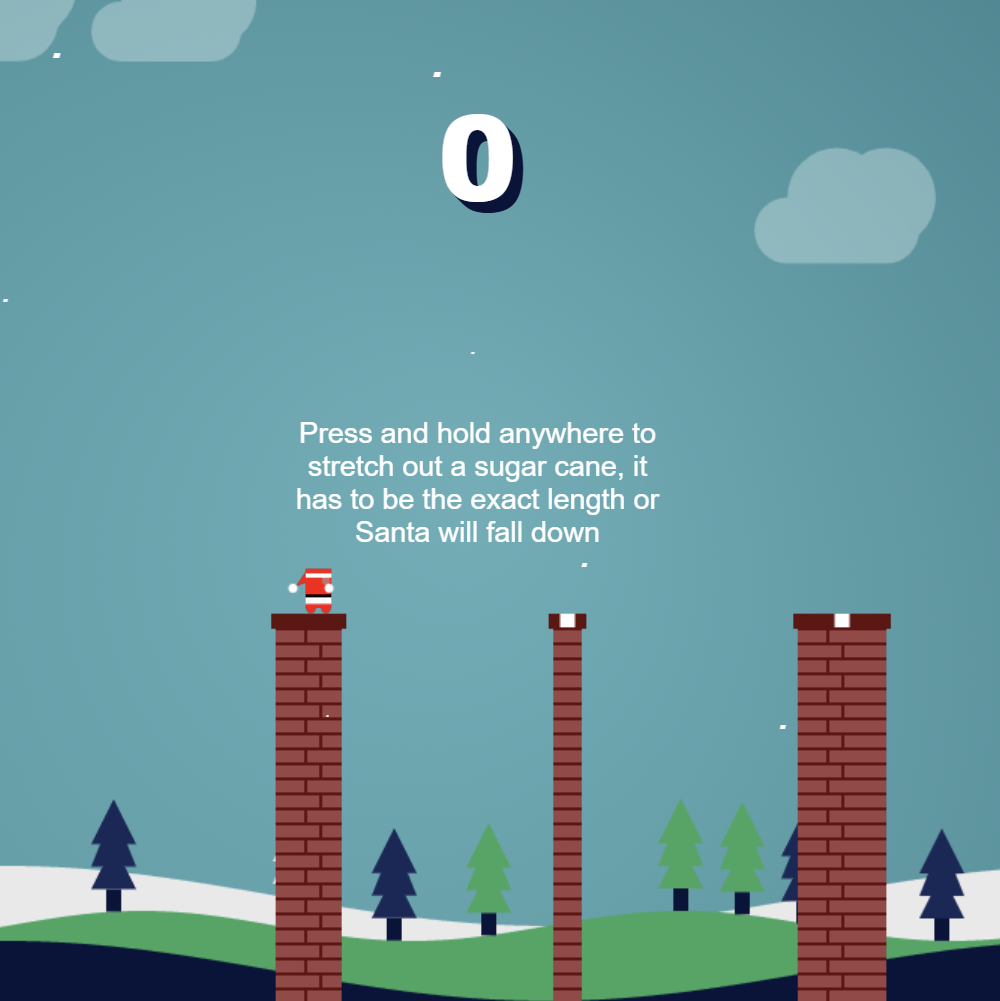 0
Press and hold anywhere to
stretch out a sugar cane, it
has to be the exact length or
Santa will fall down